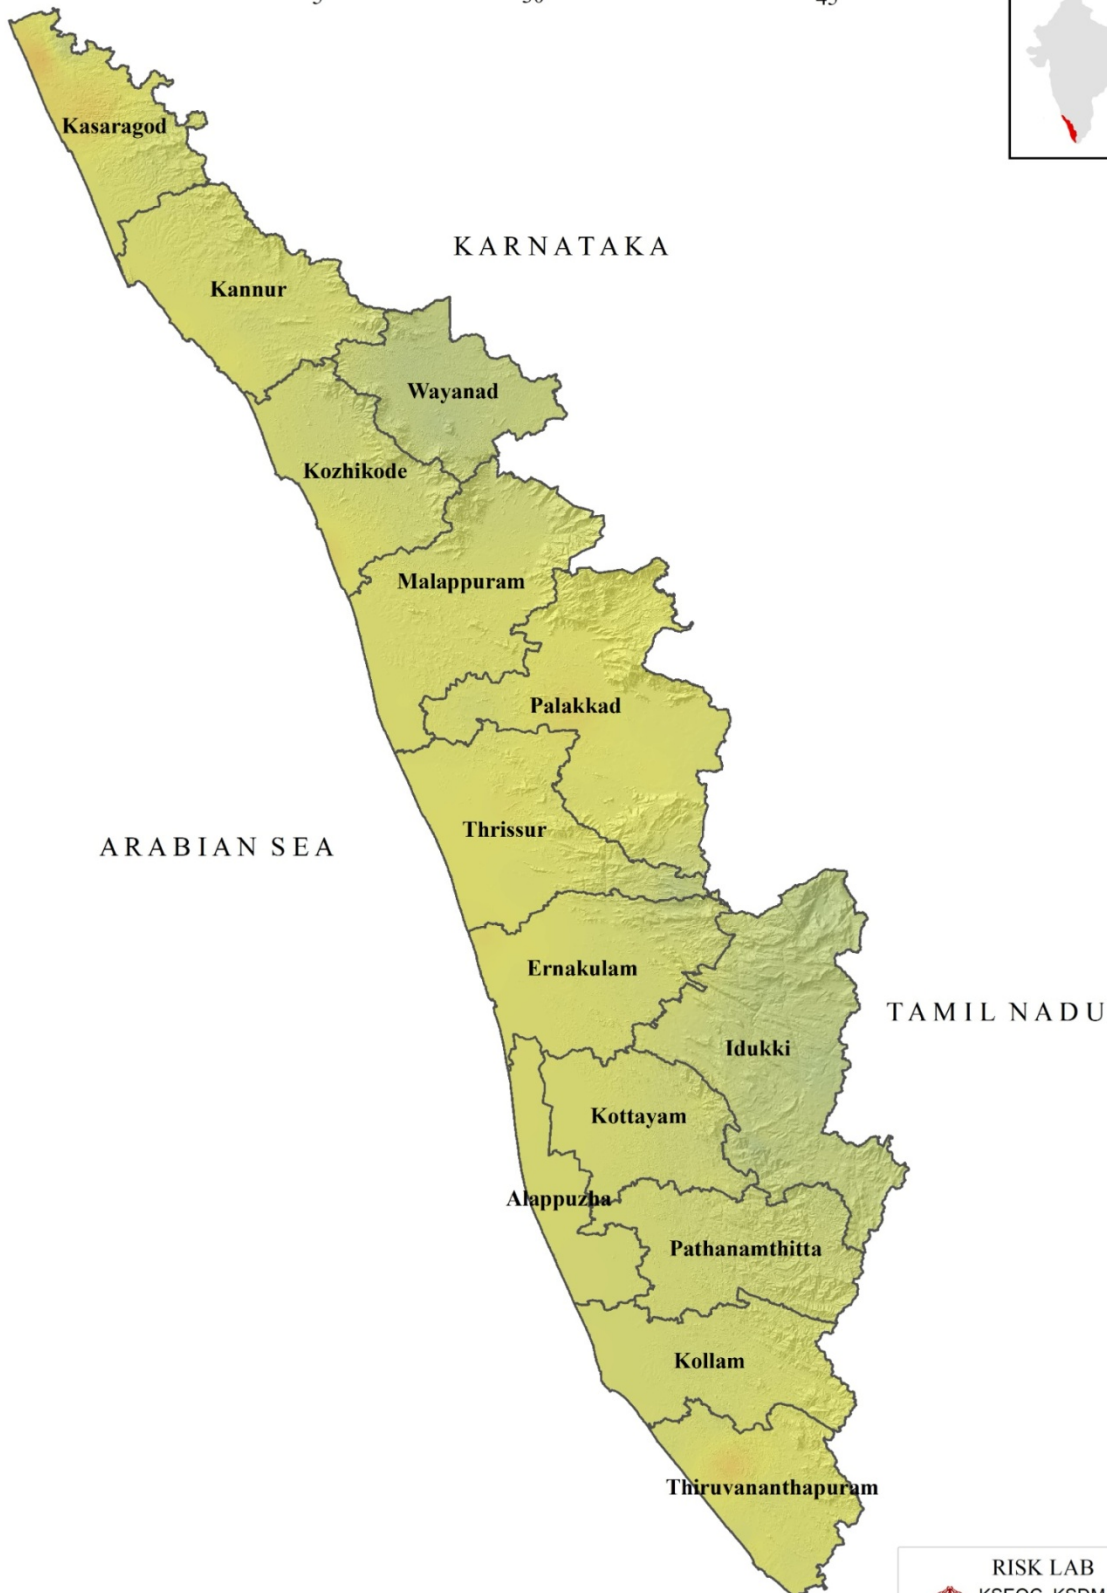 Kasaragod
KARNATAKA
Kannur
Wayanad
Kozhikode
Malappuram
Palakkad
Thrissur
ARABIAN SEA
Ernakulam
TAMIL NADU
Idukki
Kottayam
Alappuzha
Pathanamthitta
Kollam
Thiruvananthapuram
RISK LAB